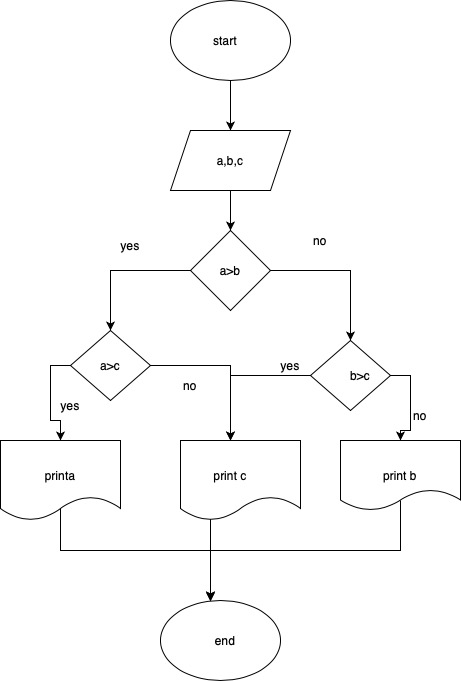 start
a,b,c
yes
no
a>b
a>c
yes
b>c
no
yes
no
printa
print c
print b
end